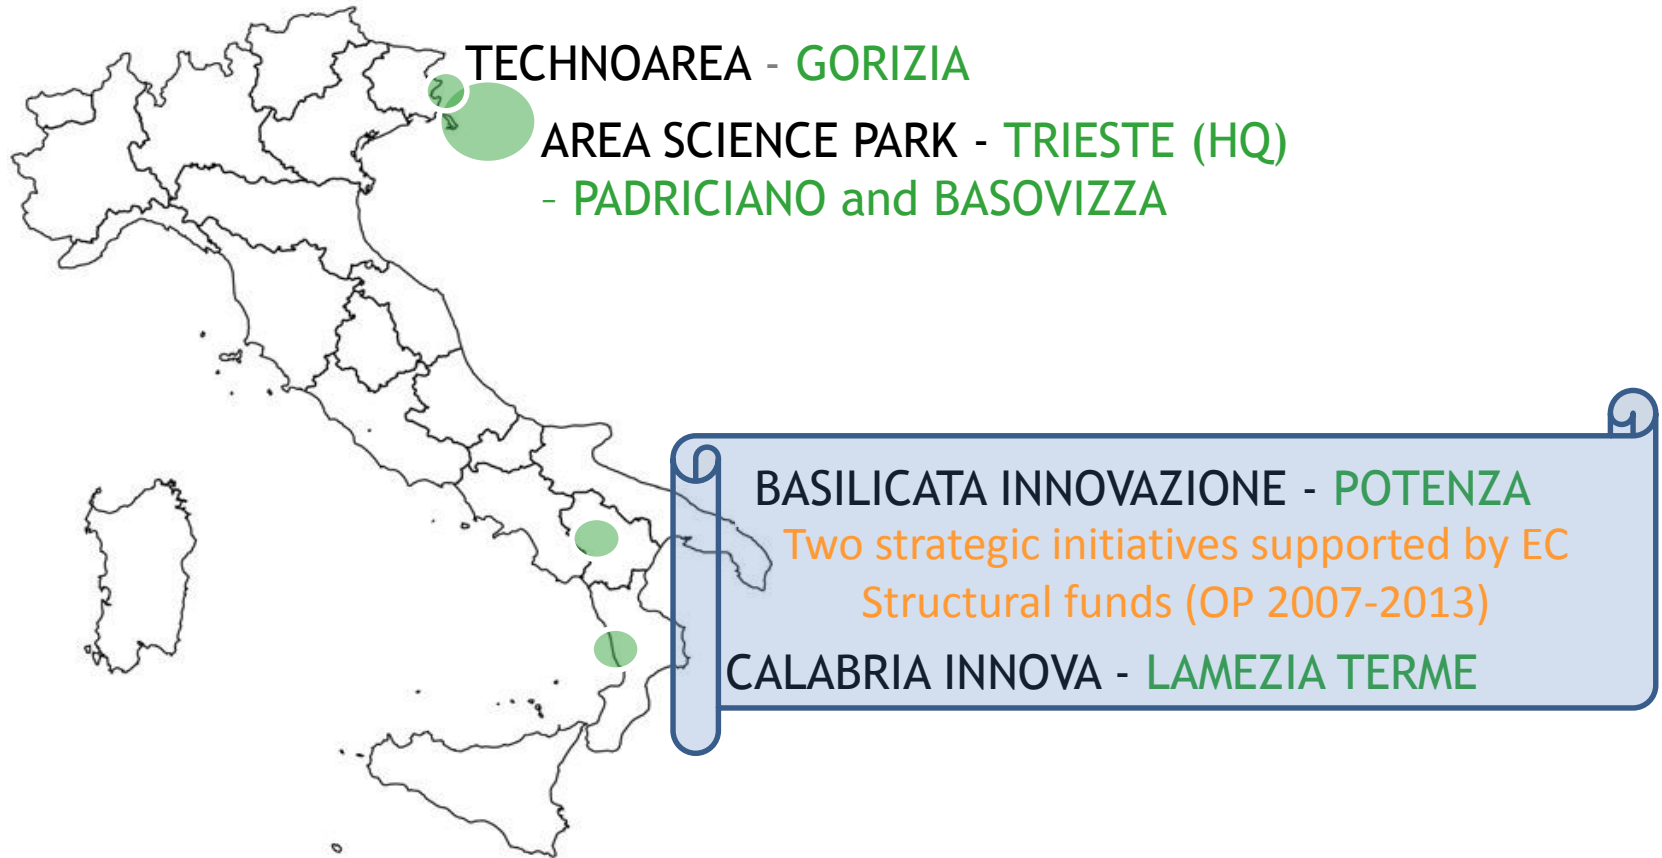 TECHNOAREA - GORIZIA
AREA SCIENCE PARK - TRIESTE (HQ)
– PADRICIANO and BASOVIZZA
BASILICATA INNOVAZIONE - POTENZA
Two strategic initiatives supported by EC
Structural funds (OP 2007-2013)
CALABRIA INNOVA - LAMEZIA TERME